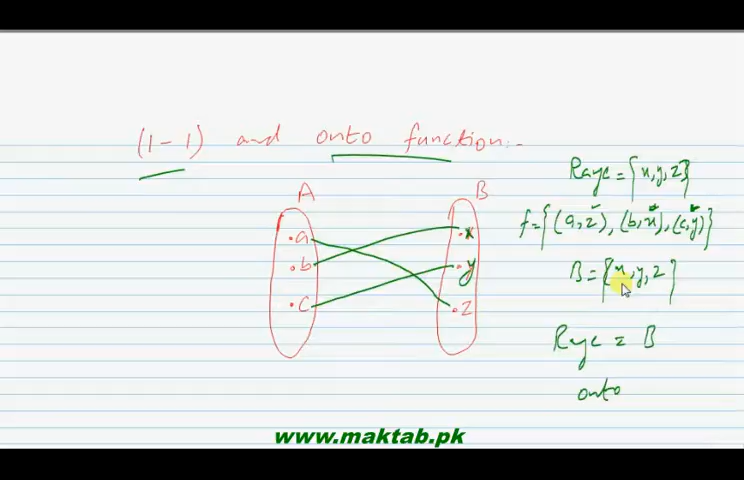 (1-1) and onto function:-
A
B
.a
.b
.c
.x
.y
.z
Range = {x,y,z}
f={(a,z), (b,x), (c,y)}
B = {x,y,z}
Range = B
onto
www.maktab.pk